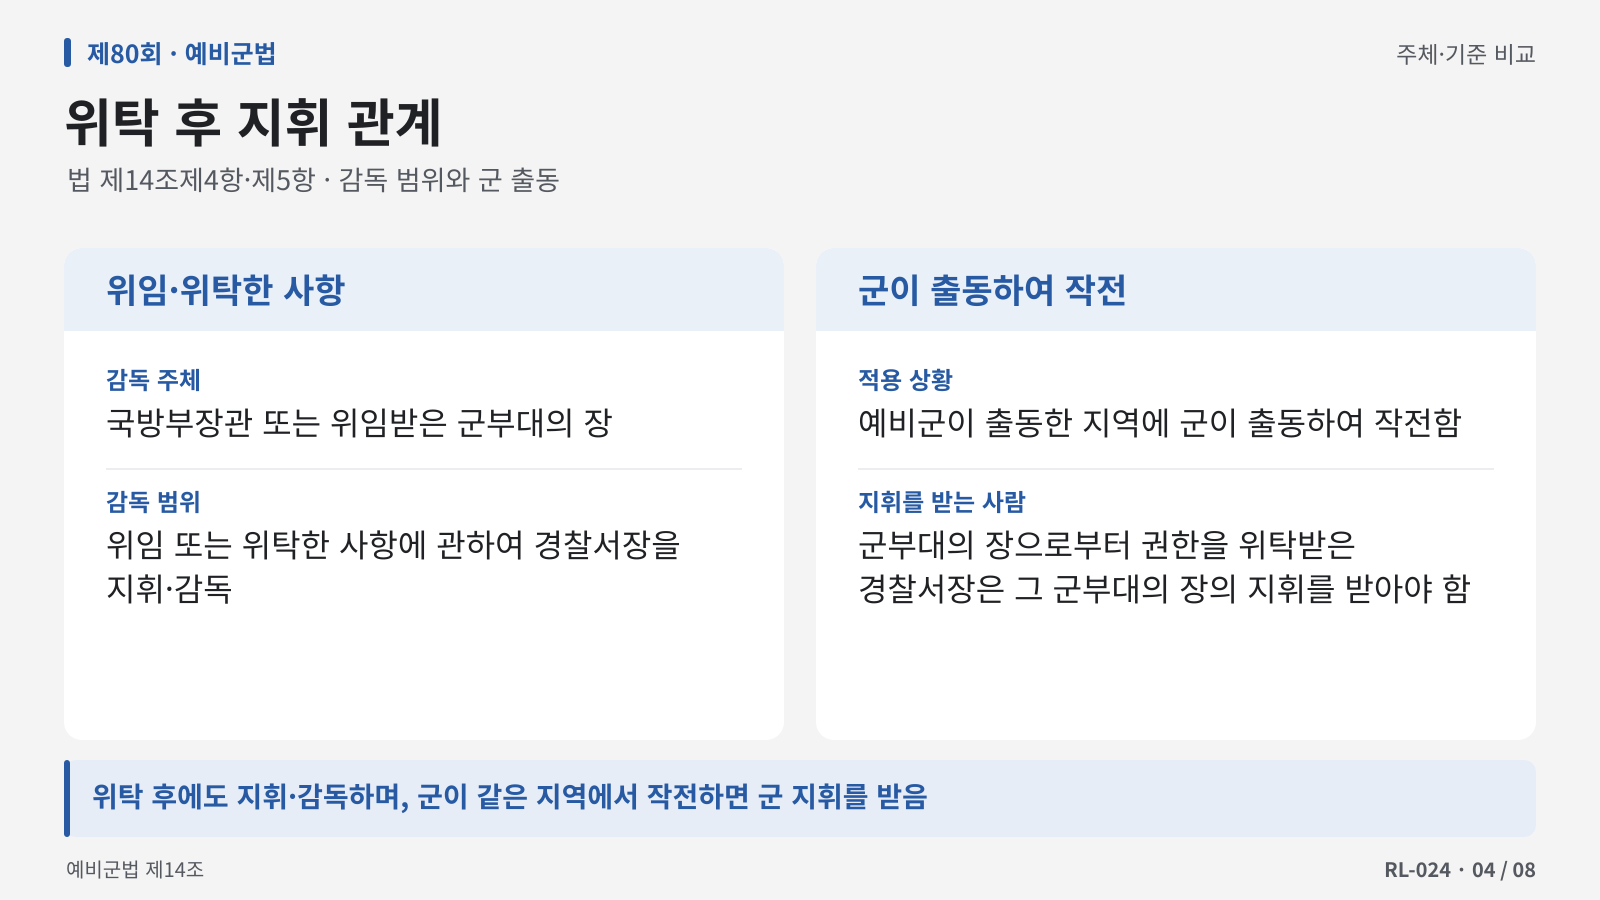 제80회 · 예비군법
주체·기준 비교
위탁 후 지휘 관계
법 제14조제4항·제5항 · 감독 범위와 군 출동
위임·위탁한 사항
감독 주체
국방부장관 또는 위임받은 군부대의 장
감독 범위
위임 또는 위탁한 사항에 관하여 경찰서장을
지휘·감독
군이 출동하여 작전
적용 상황
예비군이 출동한 지역에 군이 출동하여 작전함
지휘를 받는 사람
군부대의 장으로부터 권한을 위탁받은
경찰서장은 그 군부대의 장의 지휘를 받아야 함
위탁 후에도 지휘·감독하며, 군이 같은 지역에서 작전하면 군 지휘를 받음
예비군법 제14조
RL-024 · 04 / 08